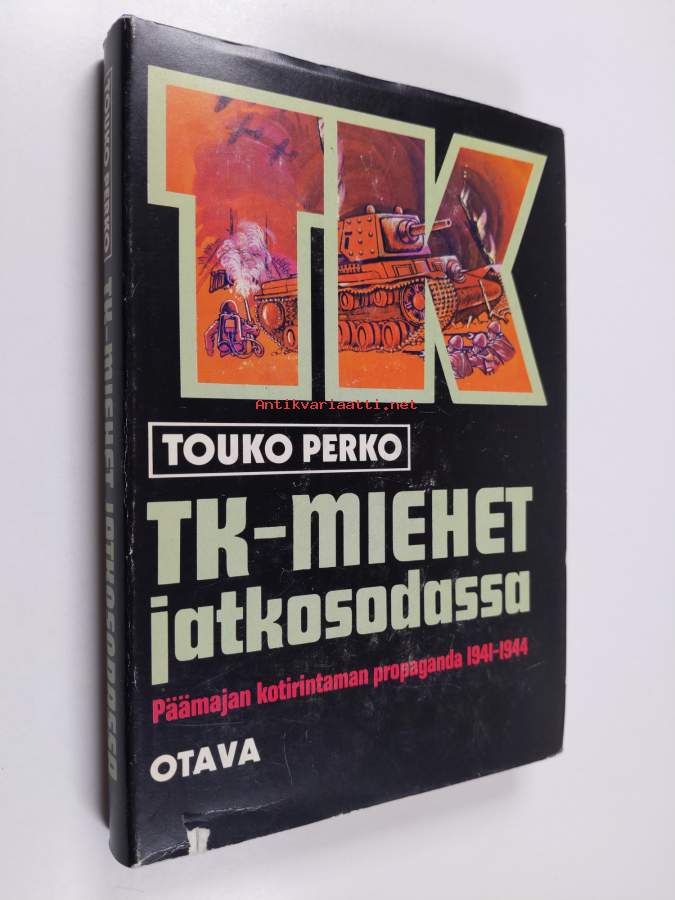 TK
Antikvariaatti.net
TOUKO PERKO
TK-MIEHET
jatkosodassa
Päämajan kotirintaman propaganda 1941-1944
OTAVA
TOUKO PERKO TK-MIEHET JATKOSODASSA